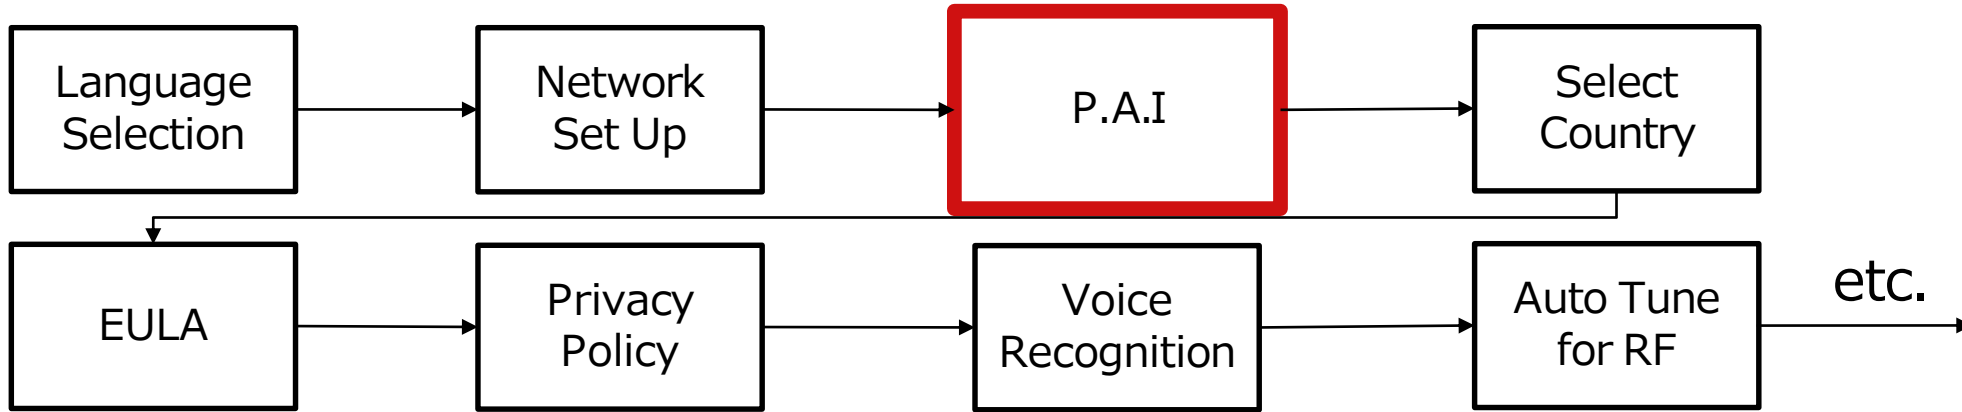 Language
Selection
Network
Set Up
P.A.I
Select
Country
EULA
Privacy
Policy
Voice
Recognition
Auto Tune
for RF
etc.